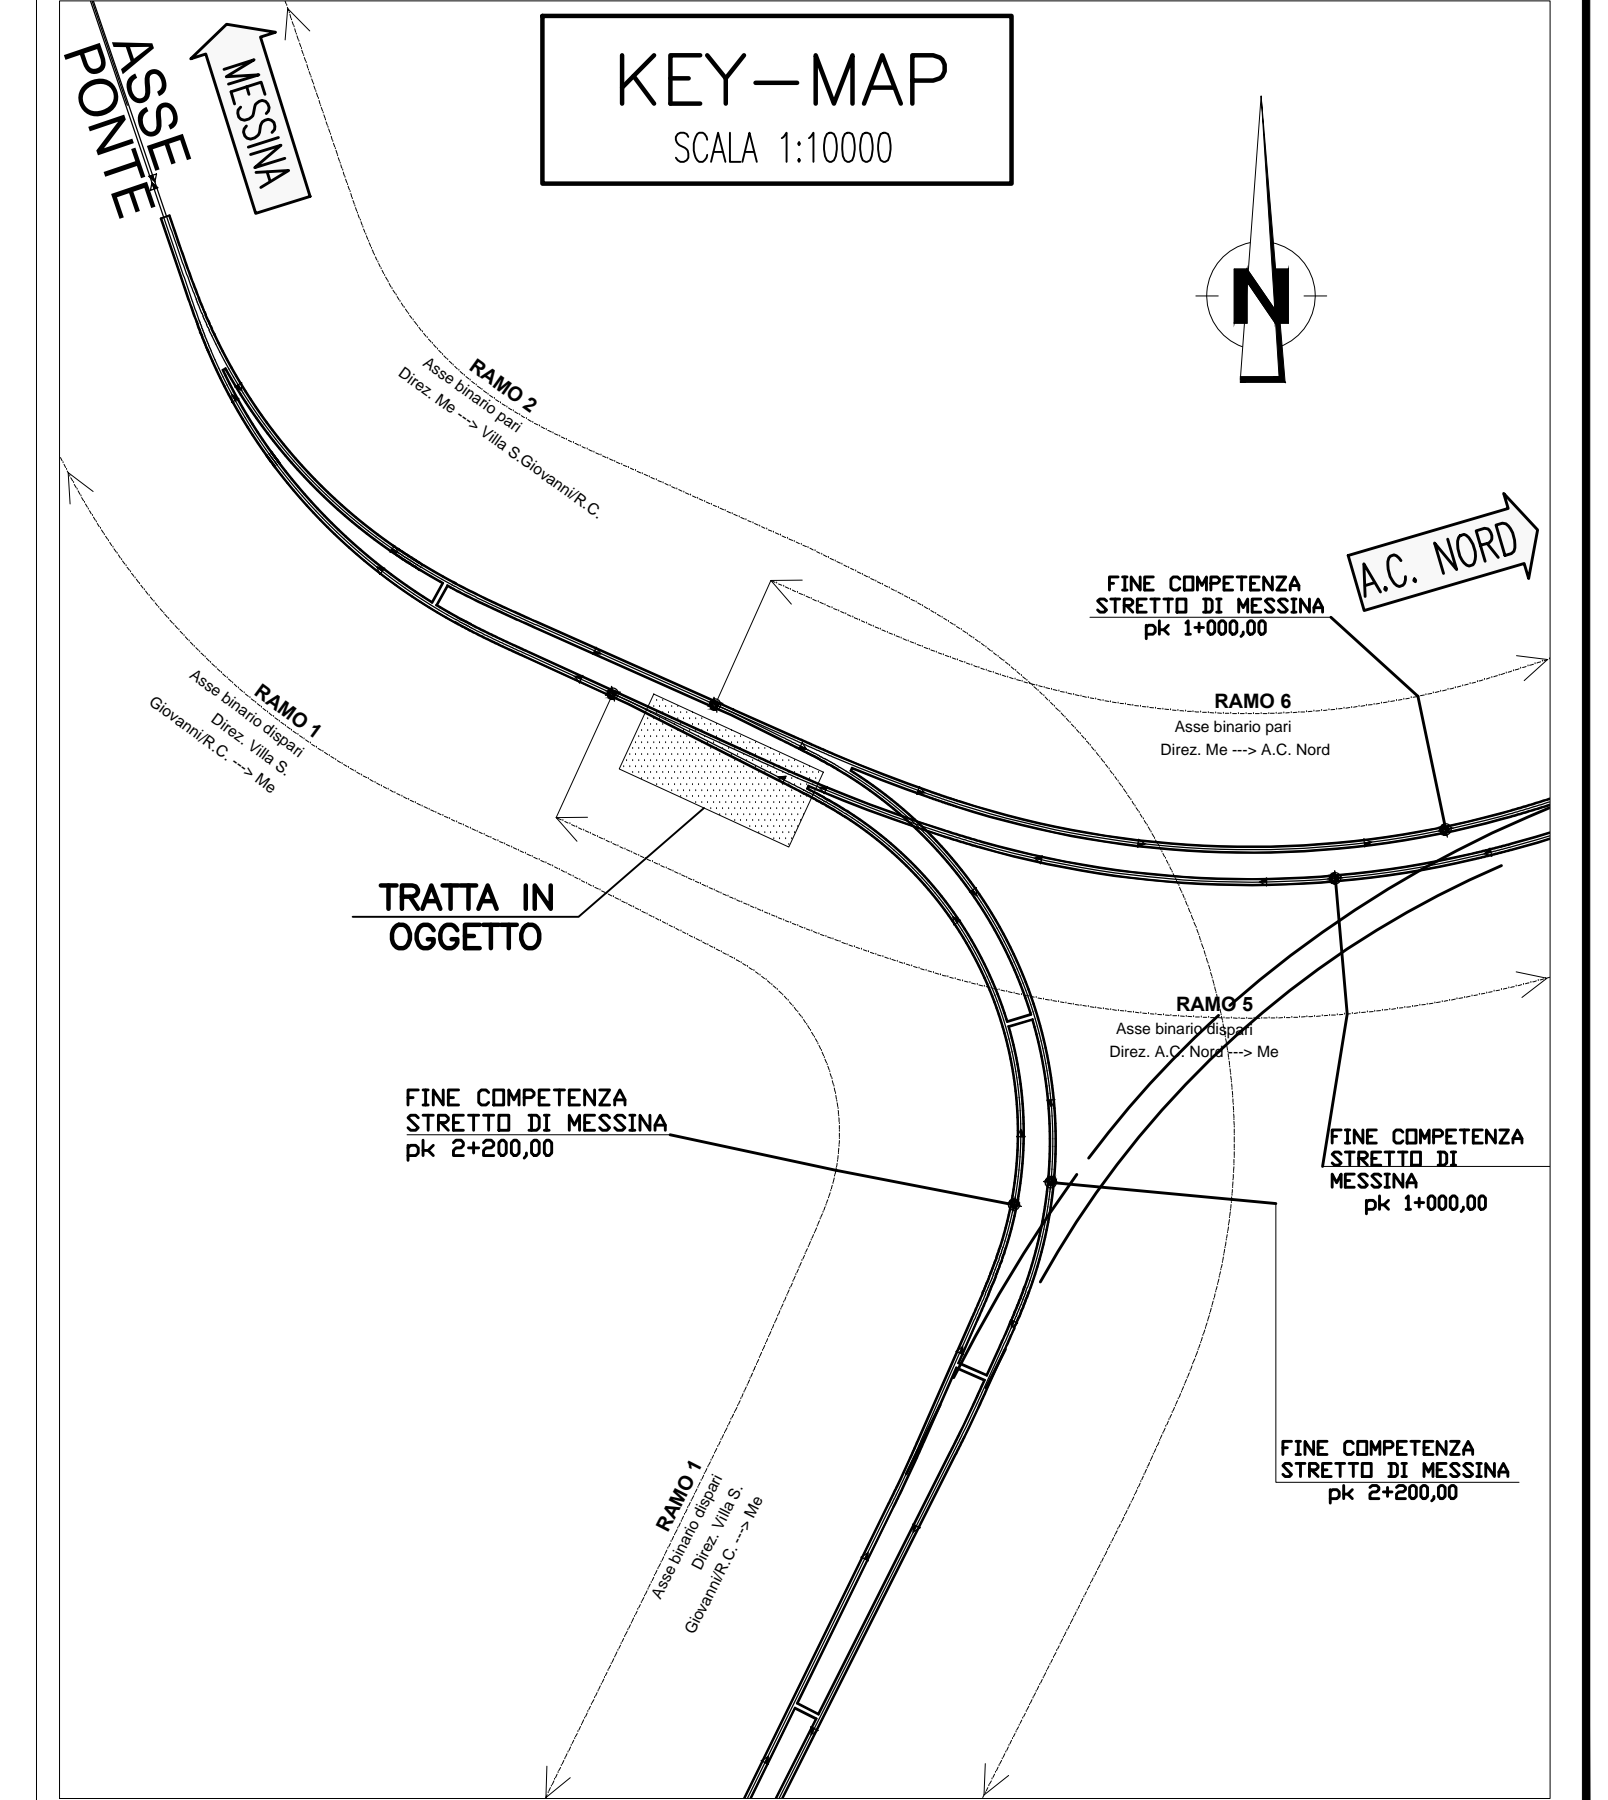 KEY-MAP
SCALA 1:10000
ASSE
PONTE
MESSINA
N
RAMO 2
Asse binario pari
Direz. Me ---> Villa S.Giovanni/R.C.
A.C. NORD
FINE COMPETENZA
STRETTO DI MESSINA
pk 1+000,00
RAMO 1
Asse binario dispari
Direz. Villa S.
Giovanni/R.C. ---> Me
RAMO 6
Asse binario pari
Direz. Me ---> A.C. Nord
TRATTA IN
OGGETTO
RAMO 5
Asse binario dispari
Direz. A.C. Nord ---> Me
FINE COMPETENZA
STRETTO DI MESSINA
pk 2+200,00
FINE COMPETENZA
STRETTO DI
MESSINA
pk 1+000,00
FINE COMPETENZA
STRETTO DI MESSINA
pk 2+200,00
RAMO 1
Asse binario dispari
Direz. Villa S.
Giovanni/R.C. ---> Me